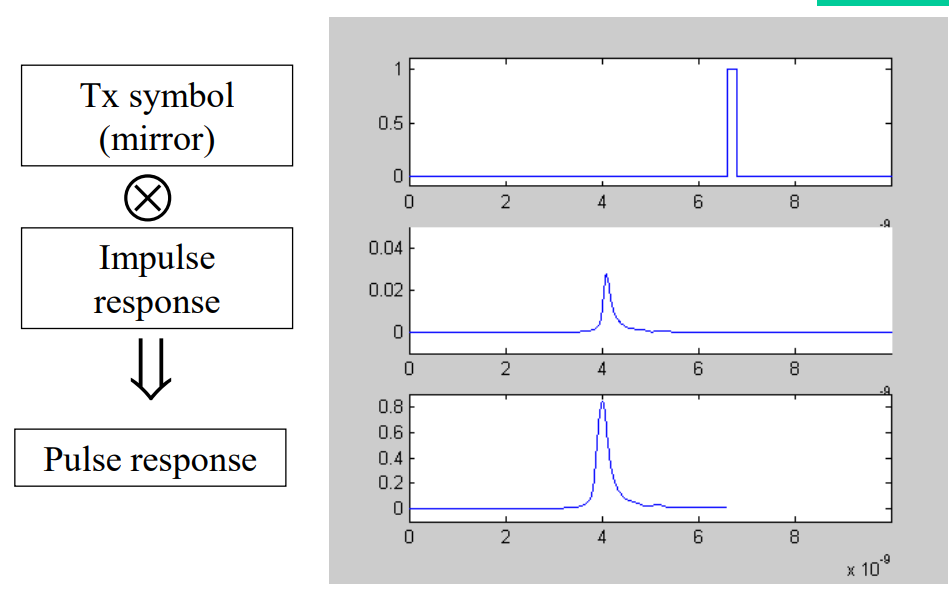 Tx symbol
(mirror)
⊗
Impulse
response
⇓
Pulse response
1
0.5
0
0 2 4 6 8
-9
0.04
0.02
0
0 2 4 6 8
-9
0.8
0.6
0.4
0.2
0
0 2 4 6 8
x 10-9